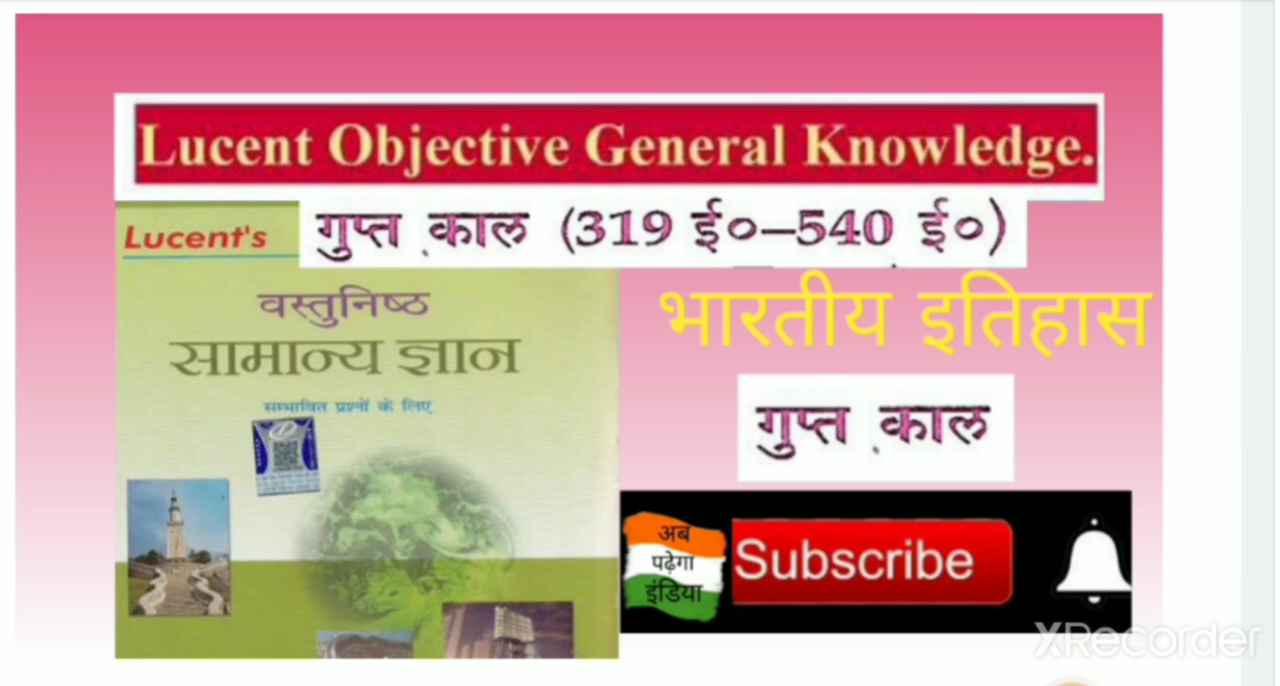 Lucent Objective General Knowledge.
Lucent's
गुप्त काल (319 ई०–540 ई०)
वस्तुनिष्ठ
सामान्य ज्ञान
सम्भावित प्रश्नों के लिए
भारतीय इतिहास
गुप्त काल
अब
पढ़ेगा
इंडिया
Subscribe
XRecorder